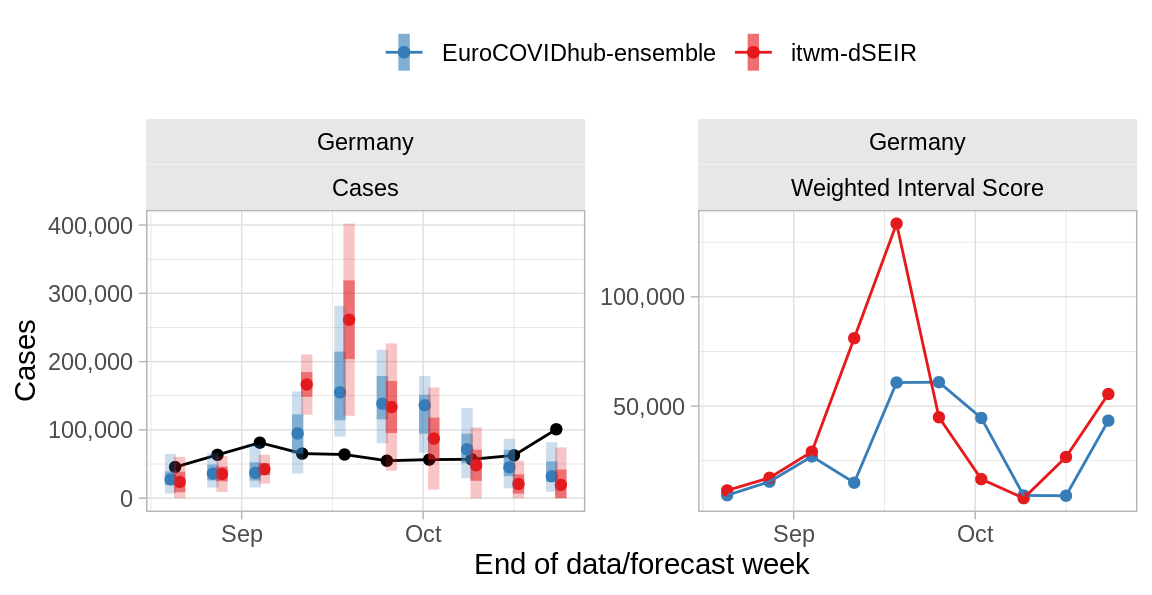 EuroCOVIDhub-ensemble itwm-dSEIR
Germany Germany
Cases Weighted Interval Score
400,000
300,000
200,000
100,000
0
100,000
50,000
Cases
Sep Oct Sep Oct
End of data/forecast week